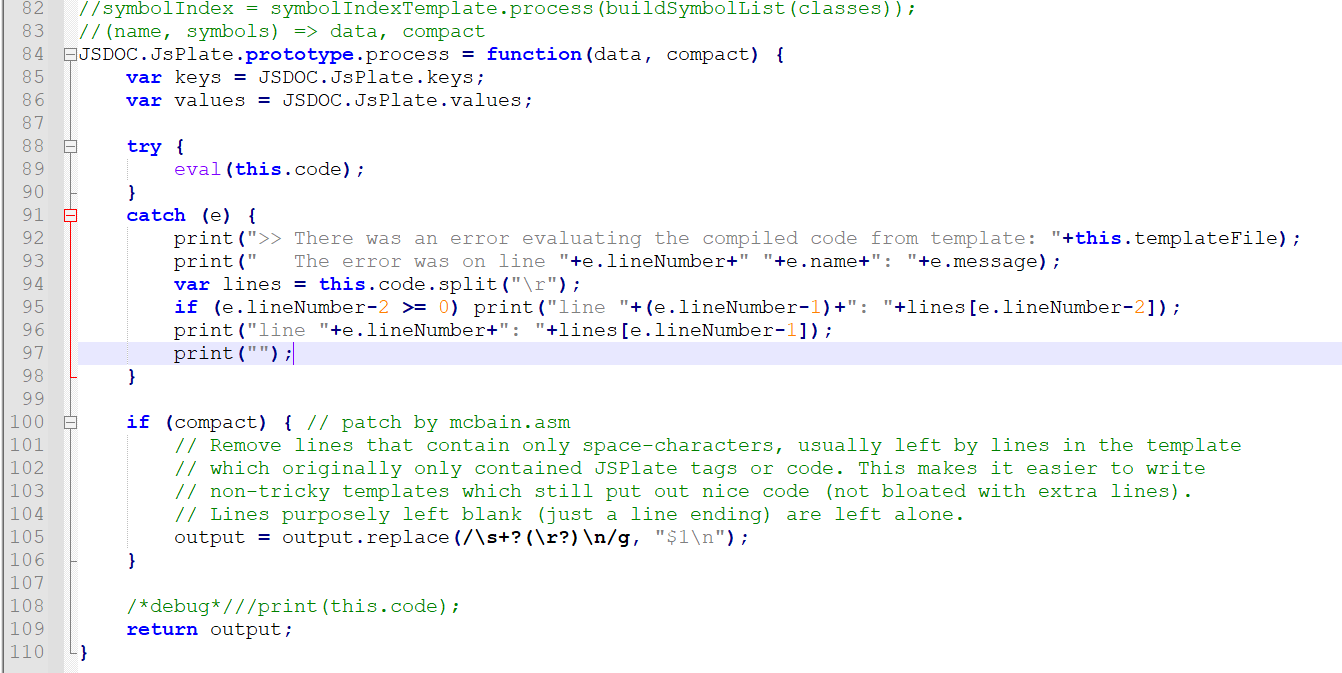 82 //symbolIndex = symbolIndexTemplate.process(buildSymbolList(classes));
83 //(name, symbols) => data, compact
84 JSDOC.JsPlate.prototype.process = function(data, compact) {
85     var keys = JSDOC.JsPlate.keys;
86     var values = JSDOC.JsPlate.values;
87
88     try {
89         eval(this.code);
90     }
91     catch (e) {
92         print(">> There was an error evaluating the compiled code from template: "+this.templateFile);
93         print("   The error was on line "+e.lineNumber+" "+e.name+": "+e.message);
94         var lines = this.code.split("\r");
95         if (e.lineNumber-2 >= 0) print("line "+(e.lineNumber-1)+": "+lines[e.lineNumber-2]);
96         print("line "+e.lineNumber+": "+lines[e.lineNumber-1]);
97         print("");
98     }
99
100     if (compact) { // patch by mcbain.asm
101         // Remove lines that contain only space-characters, usually left by lines in the template
102         // which originally only contained JSPlate tags or code. This makes it easier to write
103         // non-tricky templates which still put out nice code (not bloated with extra lines).
104         // Lines purposely left blank (just a line ending) are left alone.
105         output = output.replace(/\s+?(\r?)\n/g, "$1\n");
106     }
107
108     /*debug*///print(this.code);
109     return output;
110 }